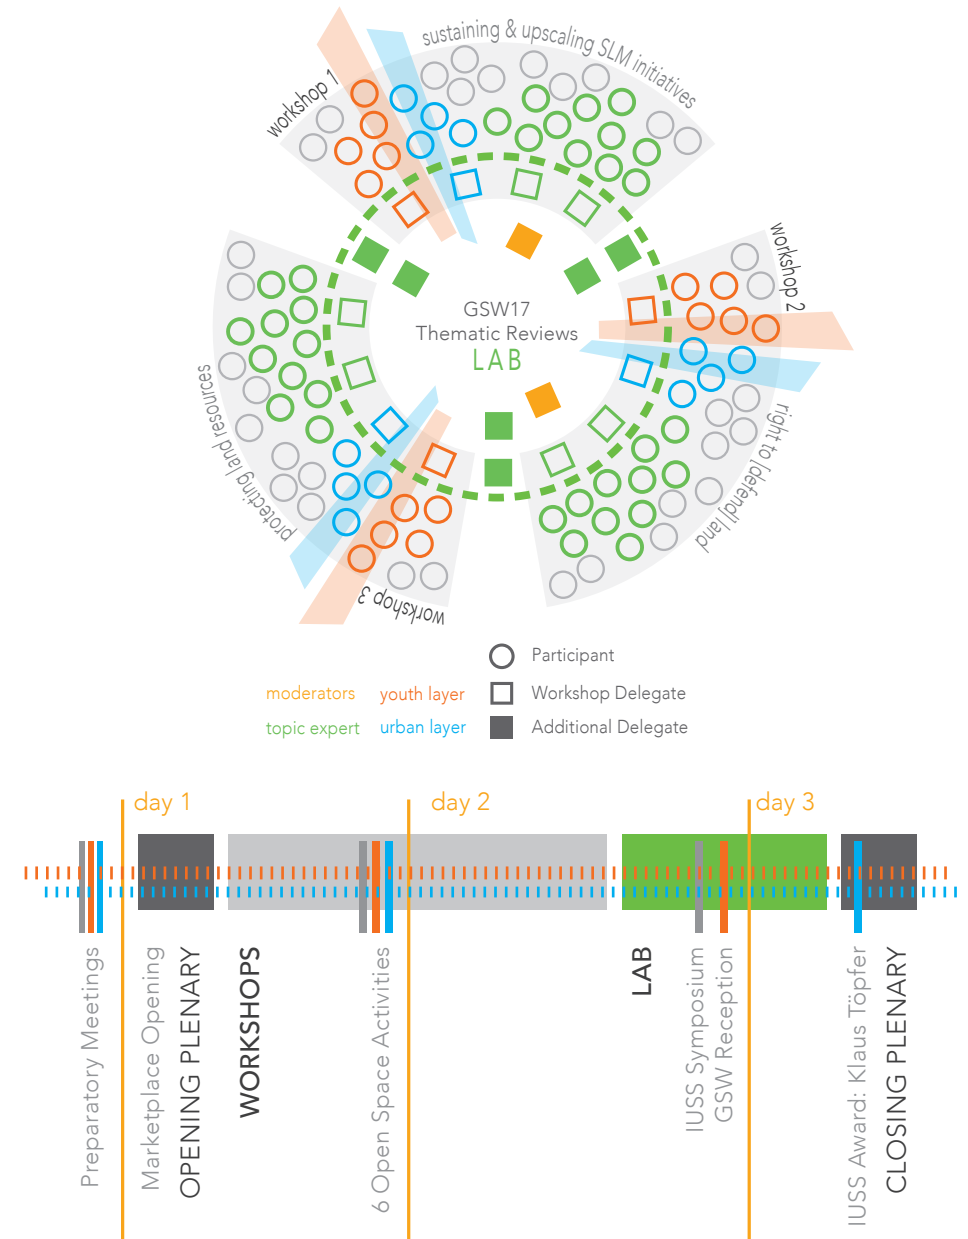 sustaining & upscaling SLM initiatives
workshop 1
workshop 2
GSW17
Thematic Reviews
LAB
protecting land resources
right to [defend] land
workshop 3
Participant
moderators
youth layer
Workshop Delegate
topic expert
urban layer
Additional Delegate
day 1
day 2
day 3
Preparatory Meetings
Marketplace Opening
OPENING PLENARY
WORKSHOPS
6 Open Space Activities
LAB
IUSS Symposium
GSW Reception
IUSS Award: Klaus Töpfer
CLOSING PLENARY